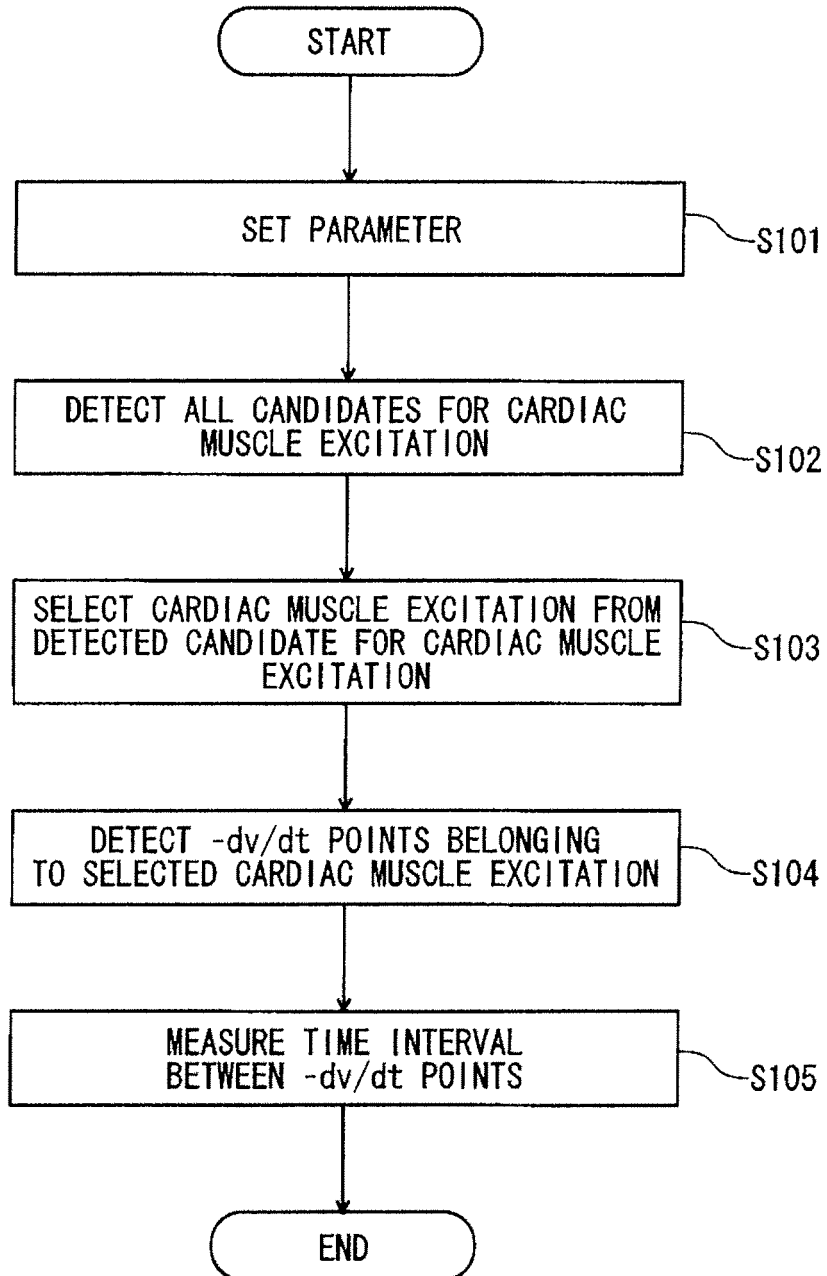 START
SET PARAMETER
S101
DETECT ALL CANDIDATES FOR CARDIAC
MUSCLE EXCITATION
S102
SELECT CARDIAC MUSCLE EXCITATION FROM
DETECTED CANDIDATE FOR CARDIAC MUSCLE
EXCITATION
S103
DETECT -dv/dt POINTS BELONGING
TO SELECTED CARDIAC MUSCLE EXCITATION
S104
MEASURE TIME INTERVAL
BETWEEN -dv/dt POINTS
S105
END